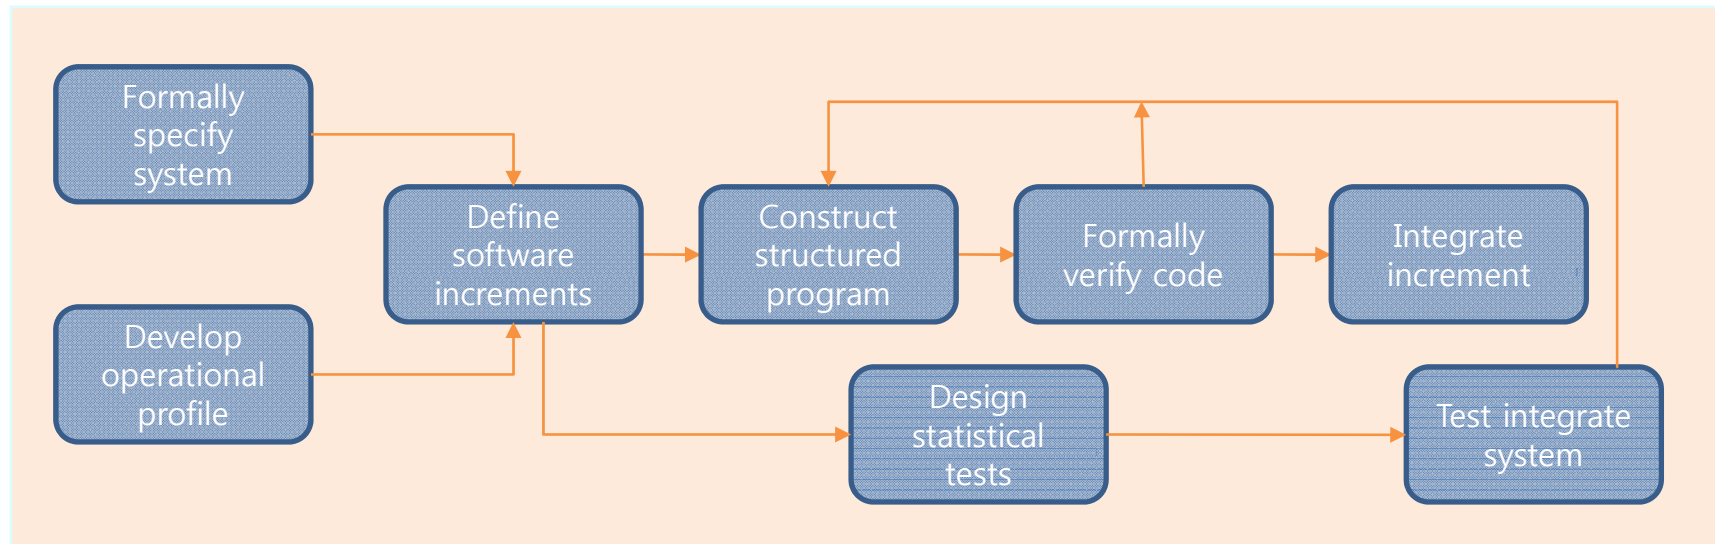 Formally
specify
system
Define
software
increments
Construct
structured
program
Formally
verify code
Integrate
increment
Develop
operational
profile
Design
statistical
tests
Test integrate
system